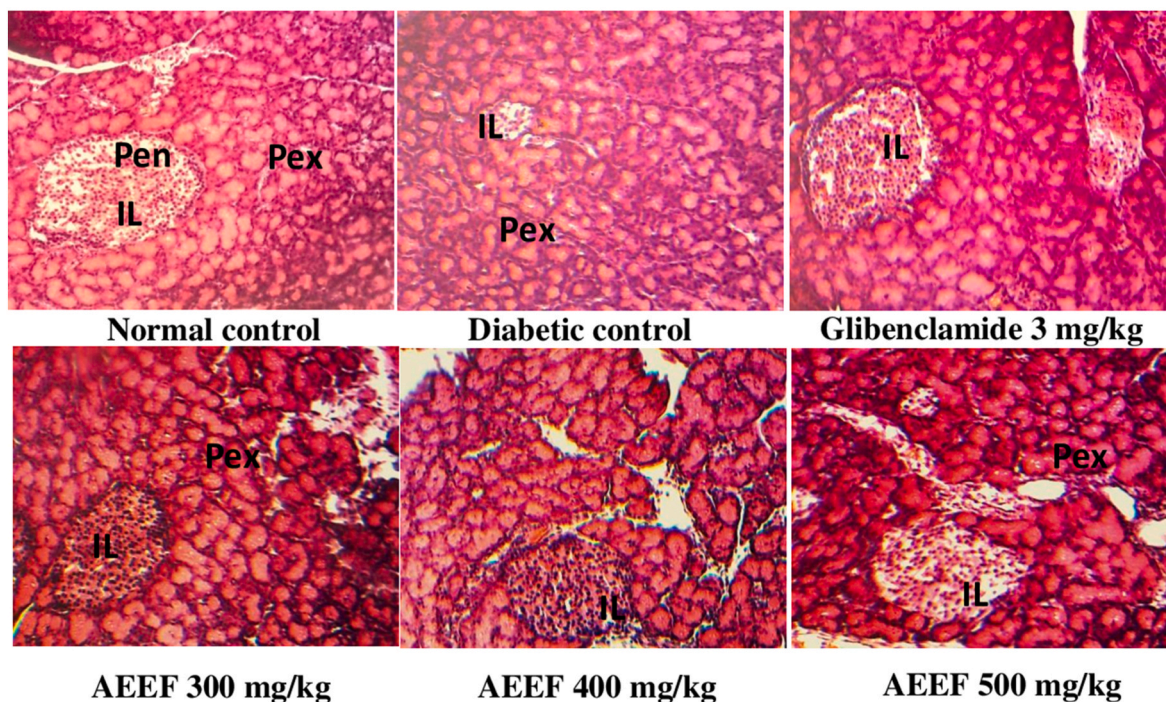 Pen
Pex
IL
IL
Pex
IL
Normal control Diabetic control Glibenclamide 3 mg/kg
Pex
IL
IL
Pex
IL
AEEF 300 mg/kg AEEF 400 mg/kg AEEF 500 mg/kg